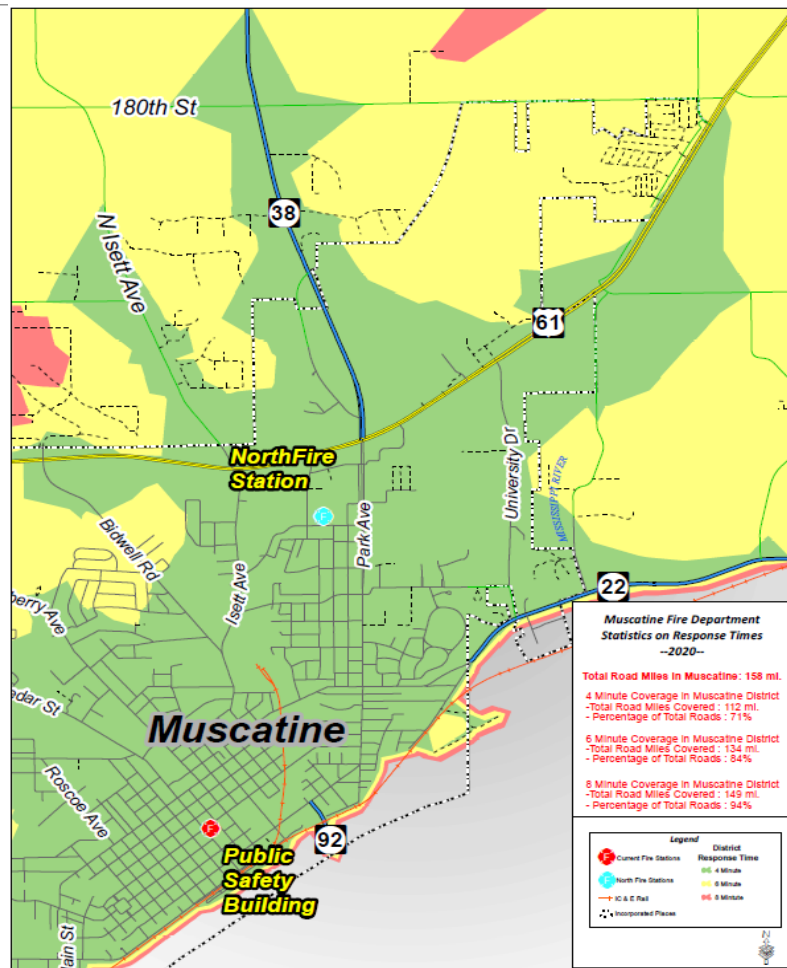 180th St
38
N Isett Ave
61
NorthFire
Station
University Dr
MISSISSIPPI RIVER
Park Ave
Bidwell Rd
Isett Ave
22
berry Ave
edar St
Muscatine
Roscoe Ave
F
F
92
Public
Safety
Building
ain St
Muscatine Fire Department
Statistics on Response Times
--2020--
Total Road Miles in Muscatine: 158 mi.
4 Minute Coverage in Muscatine District
-Total Road Miles Covered : 112 mi.
- Percentage of Total Roads : 71%
6 Minute Coverage in Muscatine District
-Total Road Miles Covered : 134 mi.
- Percentage of Total Roads : 84%
8 Minute Coverage in Muscatine District
-Total Road Miles Covered : 149 mi.
- Percentage of Total Roads : 94%
Legend
F Current Fire Stations
F North Fire Stations
IC & E Rail
Incorporated Places
District
Response Time
4 Minute
6 Minute
8 Minute